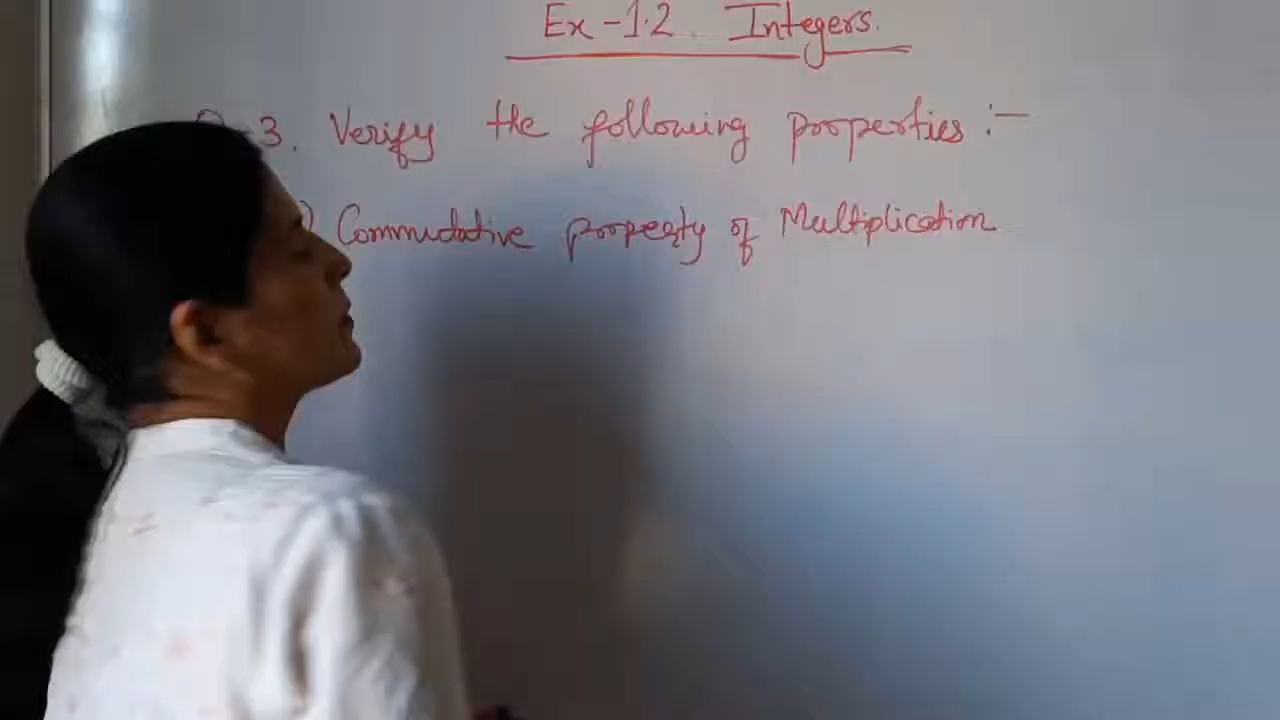 Ex - 1.2. Integers.
Q-3. Verify the following properties :-
) Commutative property of Multiplication